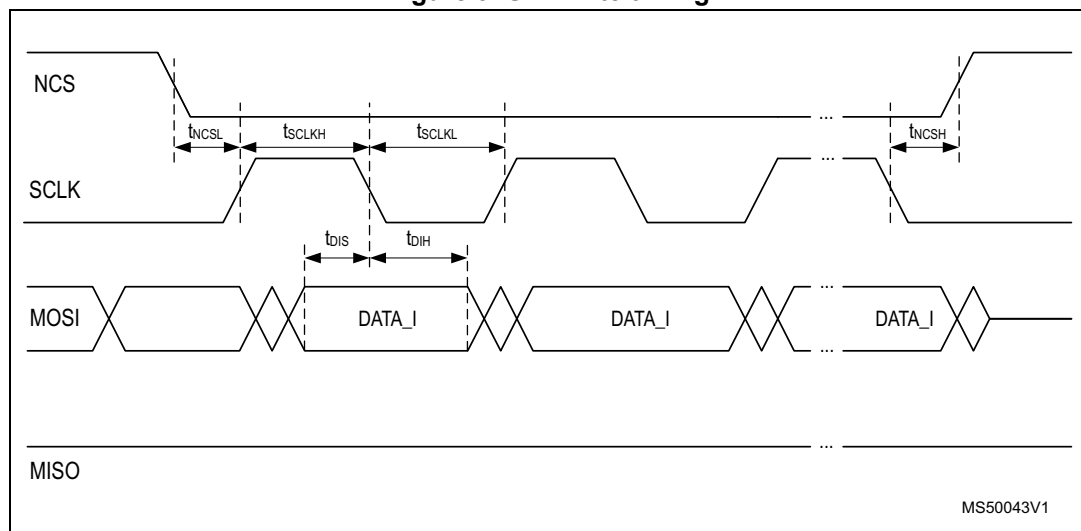 NCS
...
tNCSL tSCLKH tSCLKL tNCSH
...
SCLK
tDIS tDIH
...
MOSI DATA_I DATA_I DATA_I
...
...
MISO
MS50043V1